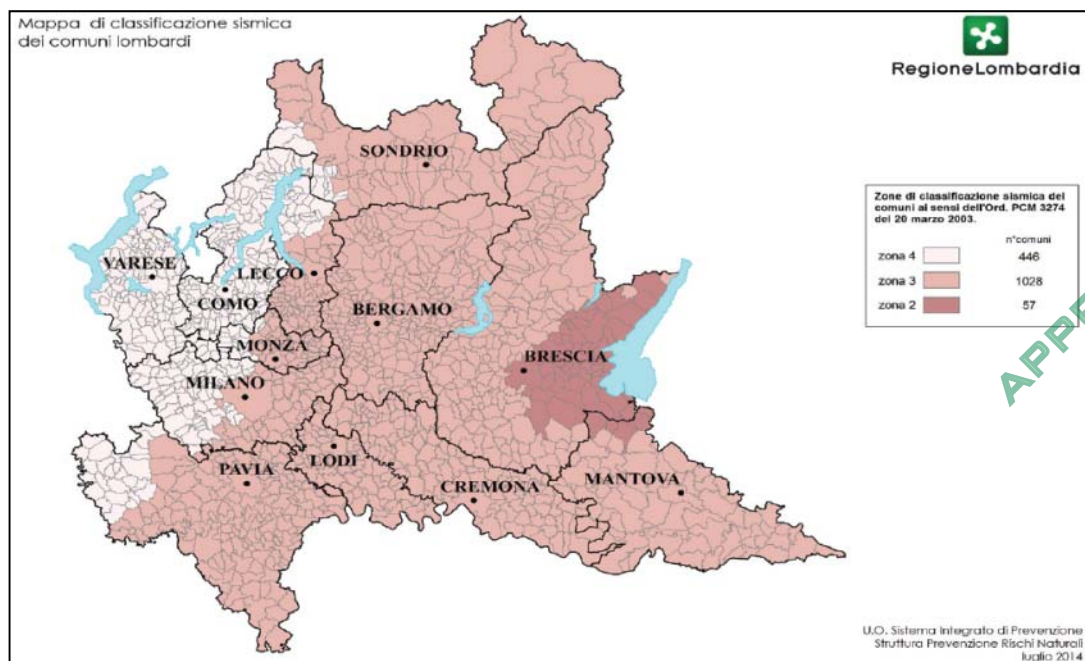 Mappa di classificazione sismica
dei comuni lombardi
RegioneLombardia
SONDRIO
VARESE
LECCO
COMO
BERGAMO
MONZA
BRESCIA
MILANO
PAVIA
LODI
CREMONA
MANTOVA
Zone di classificazione sismica dei
comuni ai sensi dell'Ord. PCM 3274
del 20 marzo 2003.
n°comuni
zona 4 446
zona 3 1028
zona 2 57
APPR
U.O. Sistema Integrato di Prevenzione
Struttura Prevenzione Rischi Naturali
luglio 2014